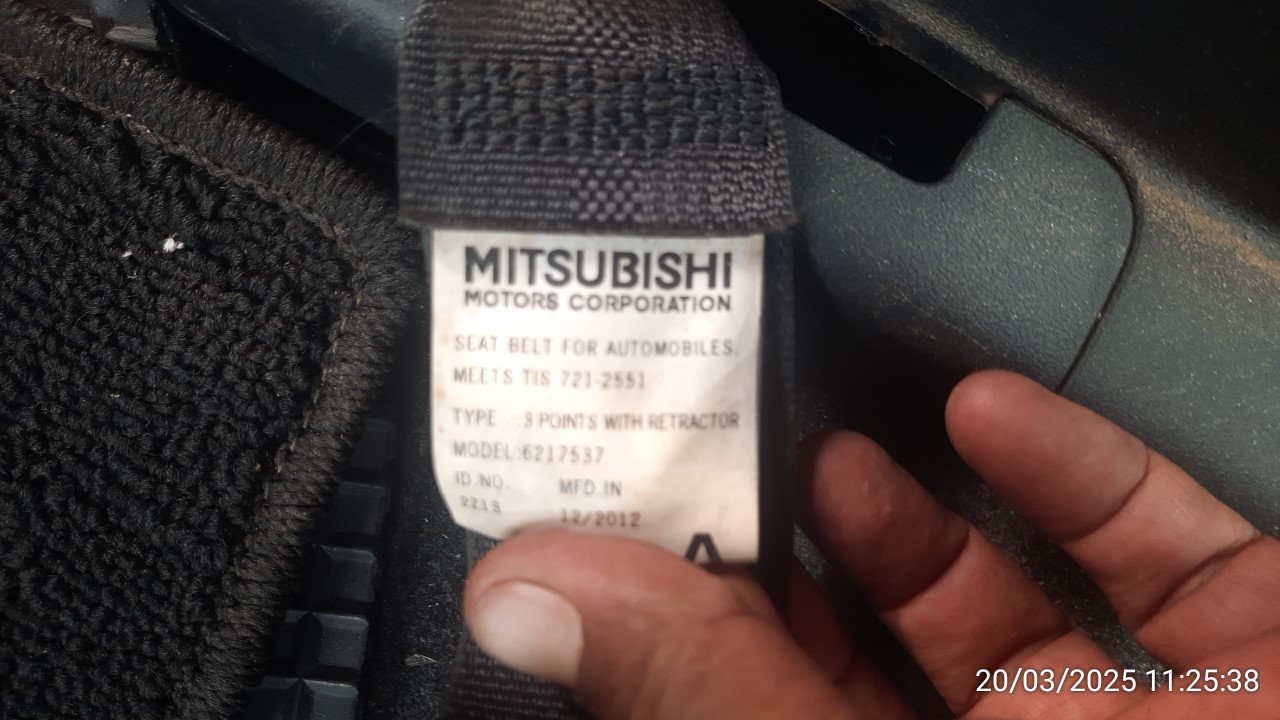 MITSUBISHI
MOTORS CORPORATION
SEAT BELT FOR AUTOMOBILES.
MEETS TIS 721-2551
TYPE :3 POINTS WITH RETRACTOR
MODEL:6217537
ID.NO. MFD.IN
221S 12/2012
A
20/03/2025 11:25:38